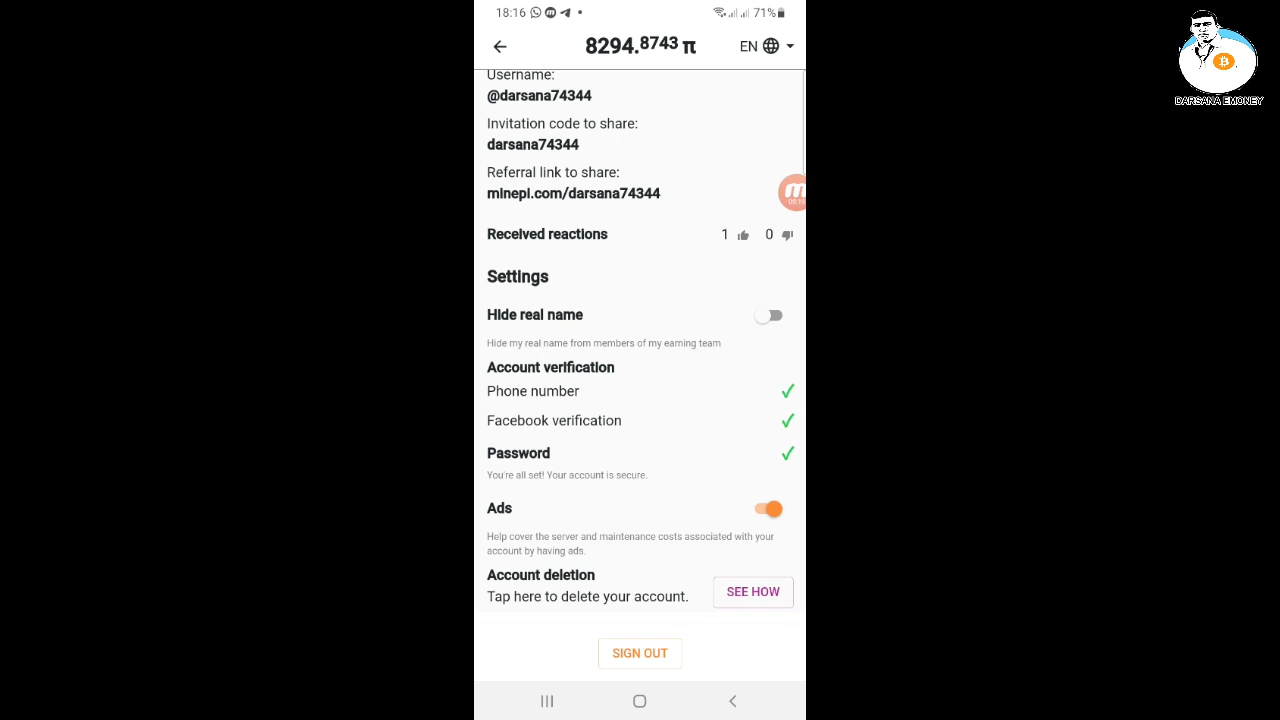 18:16 71%
8294.8743 π EN
Username:
@darsana74344
Invitation code to share:
darsana74344
Referral link to share:
minepi.com/darsana74344
05:19
Received reactions 1 0
Settings
Hide real name
Hide my real name from members of my earning team
Account verification
Phone number
Facebook verification
Password
You're all set! Your account is secure.
Ads
Help cover the server and maintenance costs associated with your
account by having ads.
Account deletion
Tap here to delete your account. SEE HOW
SIGN OUT
DARSANA EMONEY